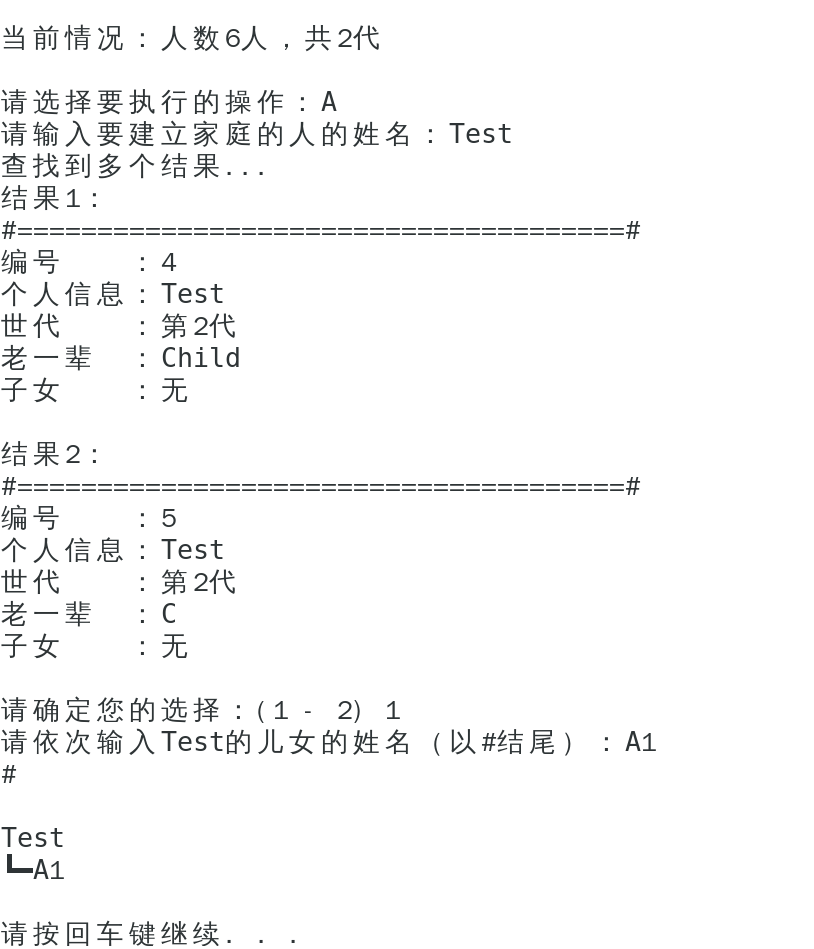 当前情况：人数6人，共2代
请选择要执行的操作：A
请输入要建立家庭的人的姓名：Test
查找到多个结果...
结果1：
#======================================#
编号    ：4
个人信息：Test
世代    ：第2代
老一辈  ：Child
子女    ：无
结果2：
#======================================#
编号    ：5
个人信息：Test
世代    ：第2代
老一辈  ：C
子女    ：无
请确定您的选择：(1 - 2) 1
请依次输入Test的儿女的姓名（以#结尾）：A1
#
Test
┗━A1
请按回车键继续. . .